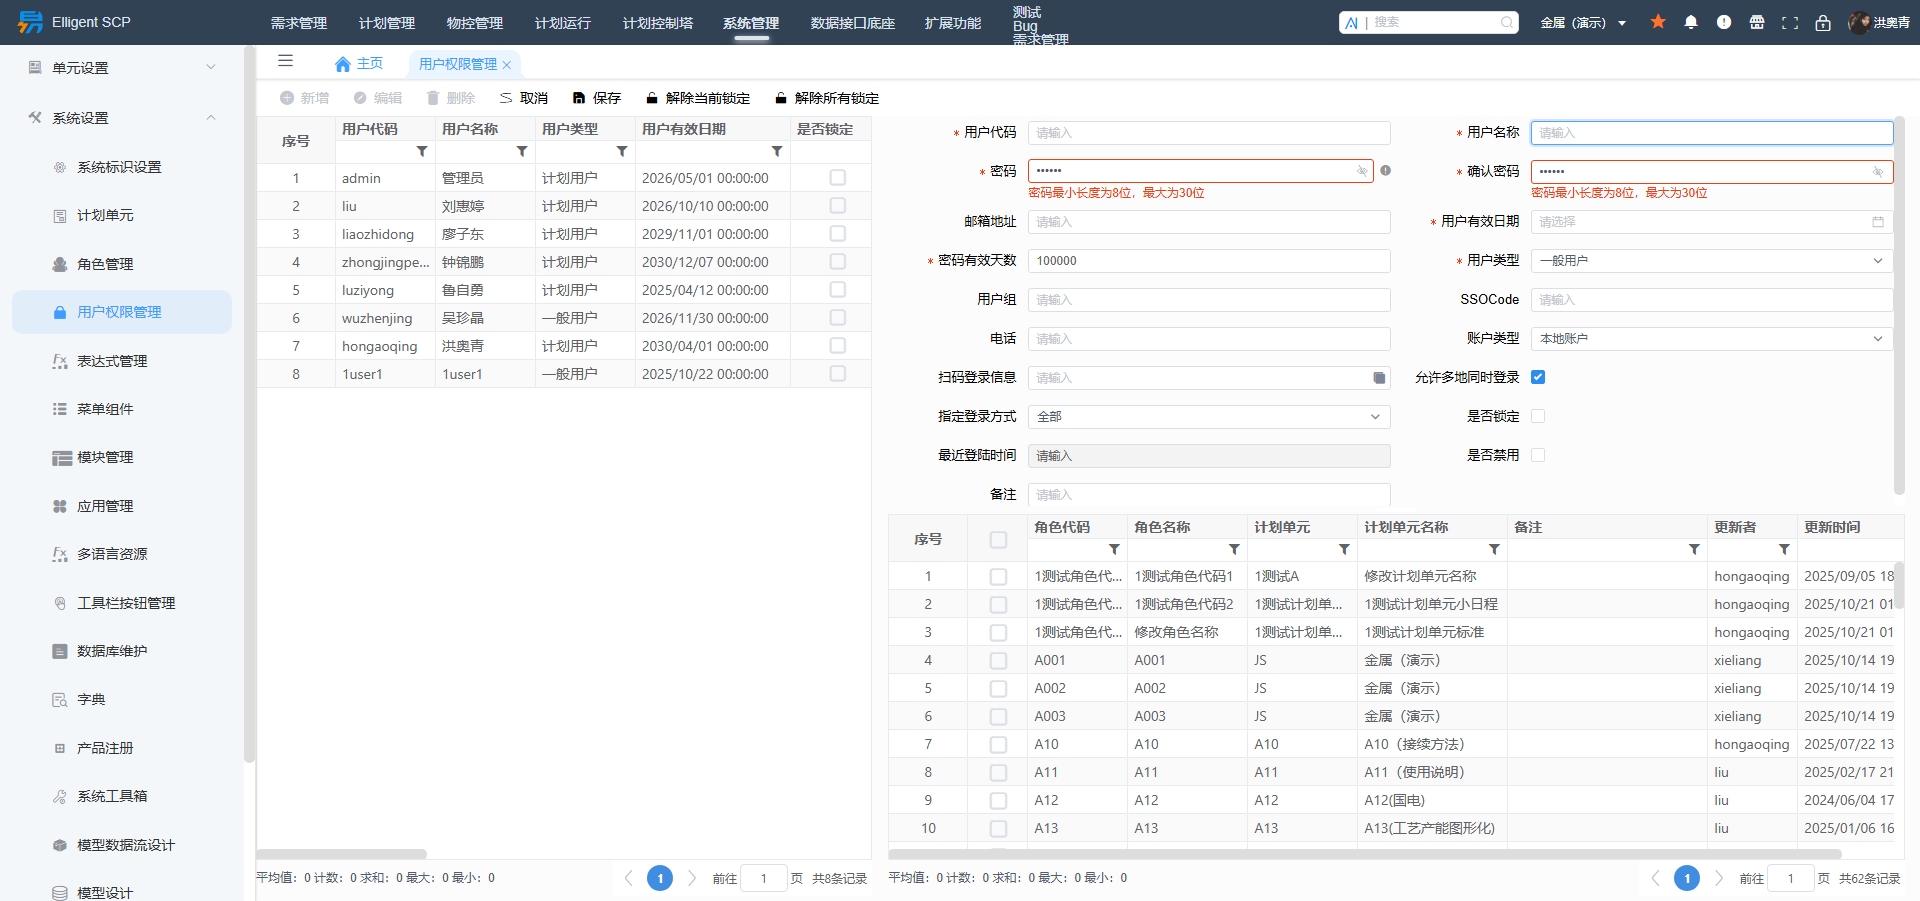 Elligent SCP
需求管理 计划管理 物控管理 计划运行 计划控制塔 系统管理 数据接口底座 扩展功能
测试
Bug
需求管理
AI | 搜索
金属（演示）
洪奥青
单元设置
系统设置
系统标识设置
计划单元
角色管理
用户权限管理
表达式管理
菜单组件
模块管理
应用管理
多语言资源
工具栏按钮管理
数据库维护
字典
产品注册
系统工具箱
模型数据流设计
模型设计
主页 用户权限管理
新增 编辑 删除 取消 保存 解除当前锁定 解除所有锁定
序号 用户代码 用户名称 用户类型 用户有效日期 是否锁定
1 admin 管理员 计划用户 2026/05/01 00:00:00
2 liu 刘惠婷 计划用户 2026/10/10 00:00:00
3 liaozhidong 廖子东 计划用户 2029/11/01 00:00:00
4 zhongjingpe... 钟锦鹏 计划用户 2030/12/07 00:00:00
5 luziyong 鲁自勇 计划用户 2025/04/12 00:00:00
6 wuzhenjing 吴珍晶 一般用户 2026/11/30 00:00:00
7 hongaoqing 洪奥青 计划用户 2030/04/01 00:00:00
8 1user1 1user1 一般用户 2025/10/22 00:00:00
平均值：0 计数：0 求和：0 最大：0 最小：0
1 前往 1 页 共8条记录
* 用户代码 请输入 * 用户名称 请输入
* 密码 •••••• * 确认密码 ••••••
密码最小长度为8位，最大为30位 密码最小长度为8位，最大为30位
邮箱地址 请输入 * 用户有效日期 请选择
* 密码有效天数 100000 * 用户类型 一般用户
用户组 请输入 SSOCode 请输入
电话 请输入 账户类型 本地账户
扫码登录信息 请输入 允许多地同时登录
指定登录方式 全部 是否锁定
最近登陆时间 请输入 是否禁用
备注 请输入
序号 角色代码 角色名称 计划单元 计划单元名称 备注 更新者 更新时间
1 1测试角色代... 1测试角色代码1 1测试A 修改计划单元名称 hongaoqing 2025/09/05 18
2 1测试角色代... 1测试角色代码2 1测试计划单... 1测试计划单元小日程 hongaoqing 2025/10/21 01
3 1测试角色代... 修改角色名称 1测试计划单... 1测试计划单元标准 hongaoqing 2025/10/21 01
4 A001 A001 JS 金属（演示） xieliang 2025/10/14 19
5 A002 A002 JS 金属（演示） xieliang 2025/10/14 19
6 A003 A003 JS 金属（演示） xieliang 2025/10/14 19
7 A10 A10 A10 A10（接续方法） hongaoqing 2025/07/22 13
8 A11 A11 A11 A11（使用说明） liu 2025/02/17 21
9 A12 A12 A12 A12(国电) liu 2024/06/04 17
10 A13 A13 A13 A13(工艺产能图形化) liu 2025/01/06 16
平均值：0 计数：0 求和：0 最大：0 最小：0
1 前往 1 页 共62条记录